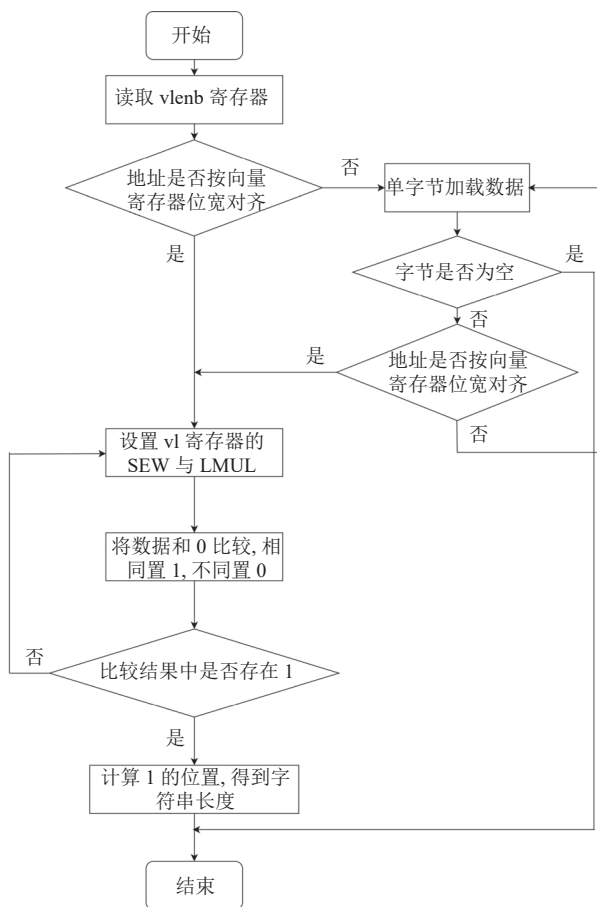 开始
读取 vlenb 寄存器
地址是否按向量
寄存器位宽对齐
否
单字节加载数据
是
字节是否为空
是
否
是
地址是否按向量
寄存器位宽对齐
否
设置 vl 寄存器的
SEW 与 LMUL
将数据和 0 比较, 相
同置 1, 不同置 0
否
比较结果中是否存在 1
是
计算 1 的位置, 得到字
符串长度
结束